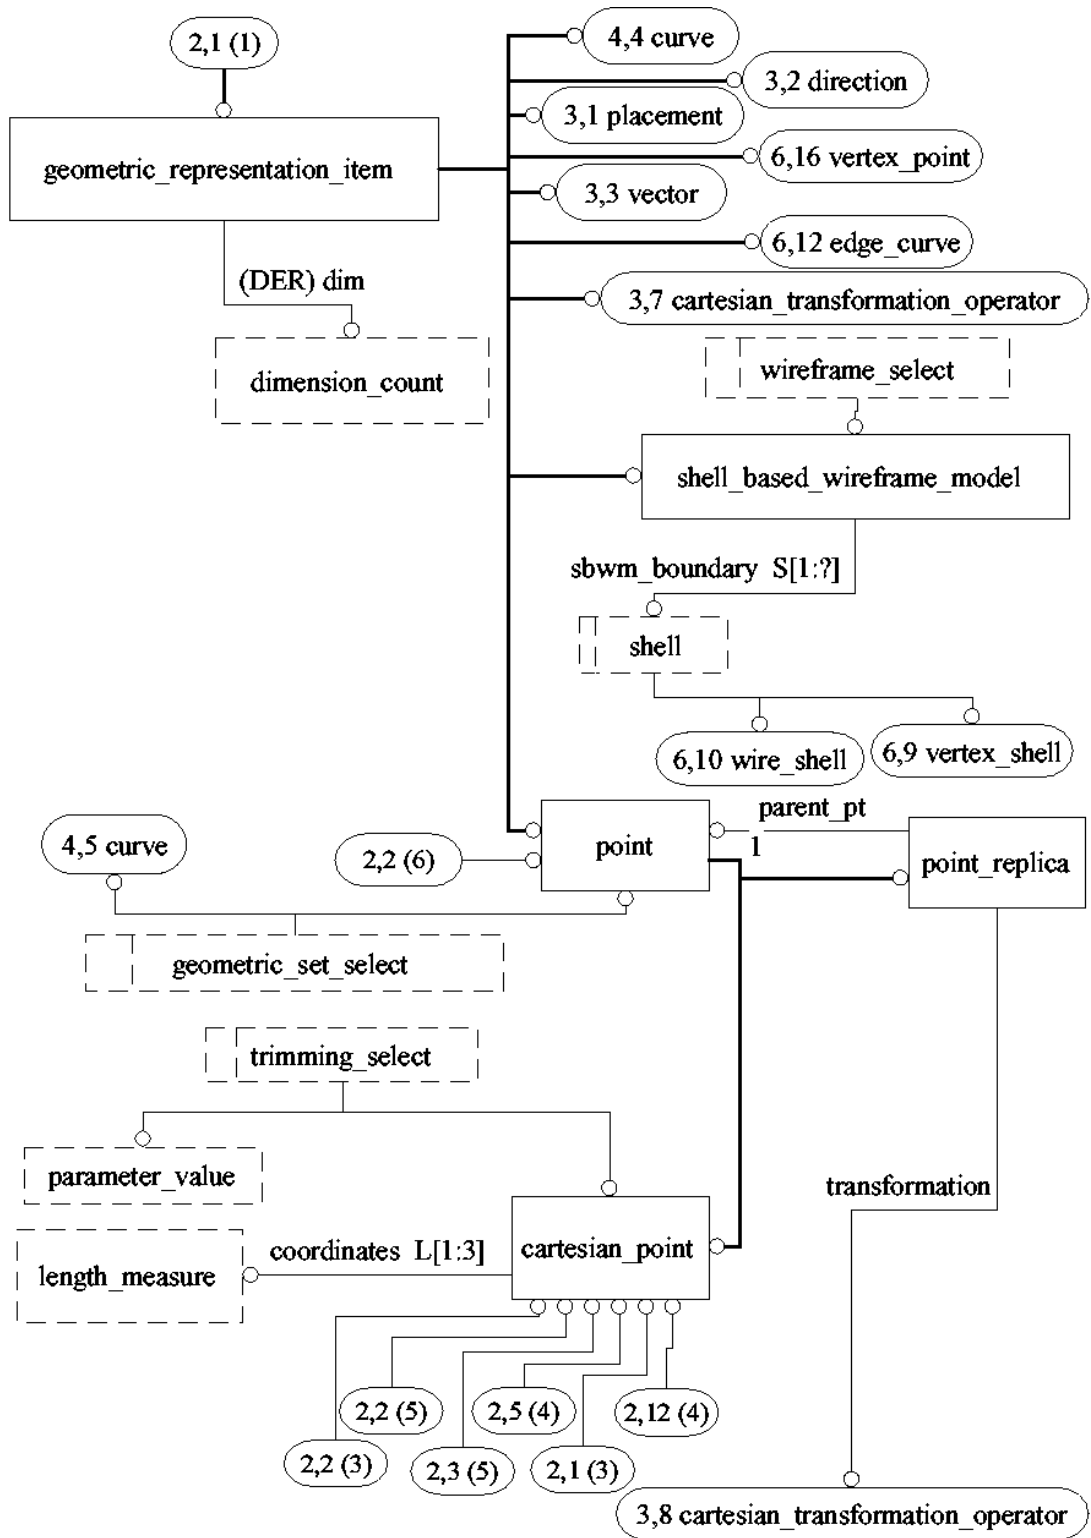 2,1 (1)
4,4 curve
3,2 direction
3,1 placement
geometric_representation_item
6,16 vertex_point
3,3 vector
6,12 edge_curve
(DER) dim
3,7 cartesian_transformation_operator
dimension_count
wireframe_select
shell_based_wireframe_model
sbwm_boundary S[1:?]
shell
6,10 wire_shell
6,9 vertex_shell
parent_pt
1
4,5 curve
2,2 (6)
point
point_replica
geometric_set_select
trimming_select
parameter_value
transformation
length_measure
coordinates L[1:3]
cartesian_point
2,2 (5)
2,5 (4)
2,12 (4)
2,2 (3)
2,3 (5)
2,1 (3)
3,8 cartesian_transformation_operator